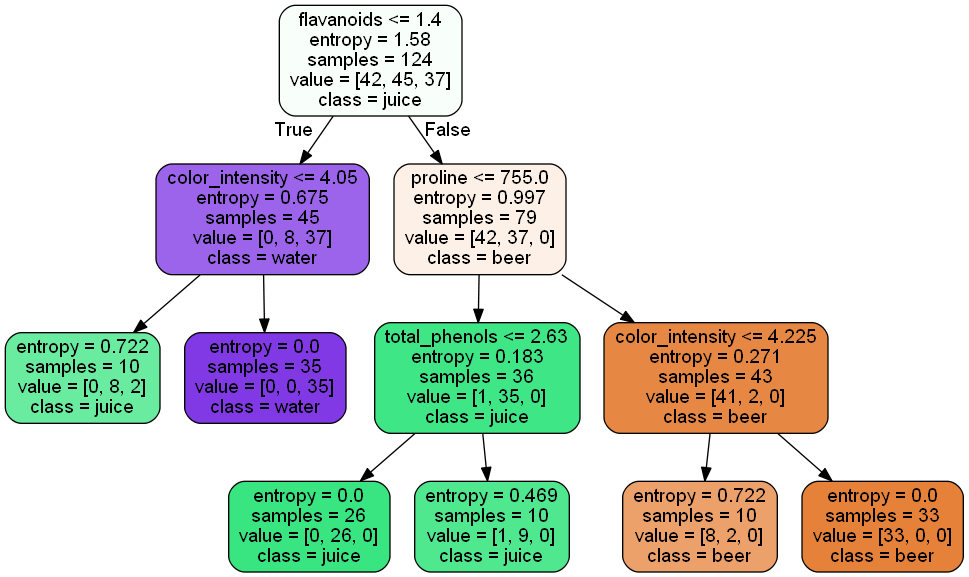 flavanoids <= 1.4
entropy = 1.58
samples = 124
value = [42, 45, 37]
class = juice
True
False
color_intensity <= 4.05
entropy = 0.675
samples = 45
value = [0, 8, 37]
class = water
proline <= 755.0
entropy = 0.997
samples = 79
value = [42, 37, 0]
class = beer
entropy = 0.722
samples = 10
value = [0, 8, 2]
class = juice
entropy = 0.0
samples = 35
value = [0, 0, 35]
class = water
total_phenols <= 2.63
entropy = 0.183
samples = 36
value = [1, 35, 0]
class = juice
color_intensity <= 4.225
entropy = 0.271
samples = 43
value = [41, 2, 0]
class = beer
entropy = 0.0
samples = 26
value = [0, 26, 0]
class = juice
entropy = 0.469
samples = 10
value = [1, 9, 0]
class = juice
entropy = 0.722
samples = 10
value = [8, 2, 0]
class = beer
entropy = 0.0
samples = 33
value = [33, 0, 0]
class = beer